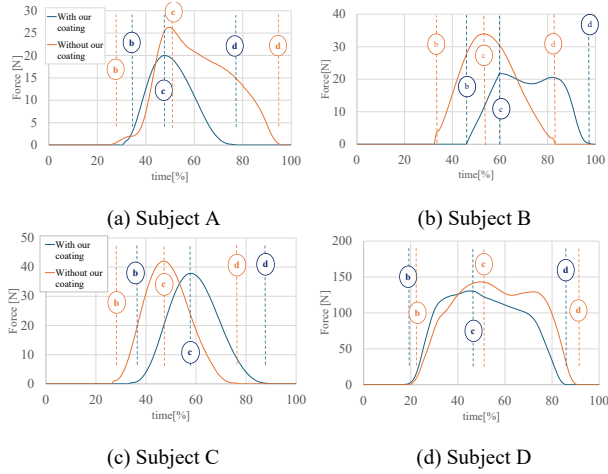 A
B
30
25
20
15
10
5
0
Force [N]
With our
coating
Without our
coating
b
b
c
c
d
d
0 20 40 60 80 100
time[%]
(a) Subject A
40
30
20
10
0
Force[N]
b
b
c
c
d
d
0 20 40 60 80 100
time[%]
(b) Subject B
C
D
50
40
30
20
10
0
Force [N]
With our
coating
Without our
coating
b
b
c
c
d
d
0 20 40 60 80 100
time[%]
(c) Subject C
200
150
100
50
0
Force [N]
b
b
c
c
d
d
0 20 40 60 80 100
time[%]
(d) Subject D